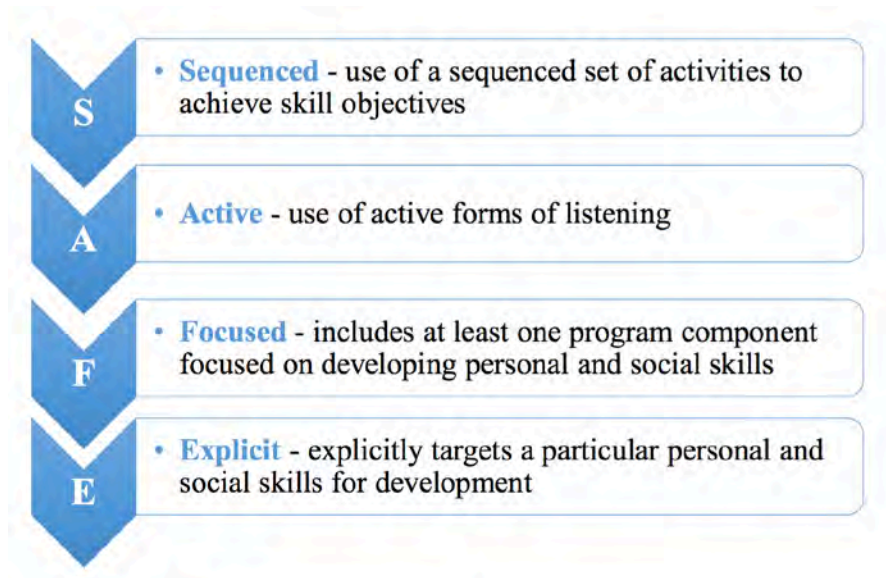 S
• Sequenced - use of a sequenced set of activities to
achieve skill objectives
A
• Active - use of active forms of listening
F
• Focused - includes at least one program component
focused on developing personal and social skills
E
• Explicit - explicitly targets a particular personal and
social skills for development